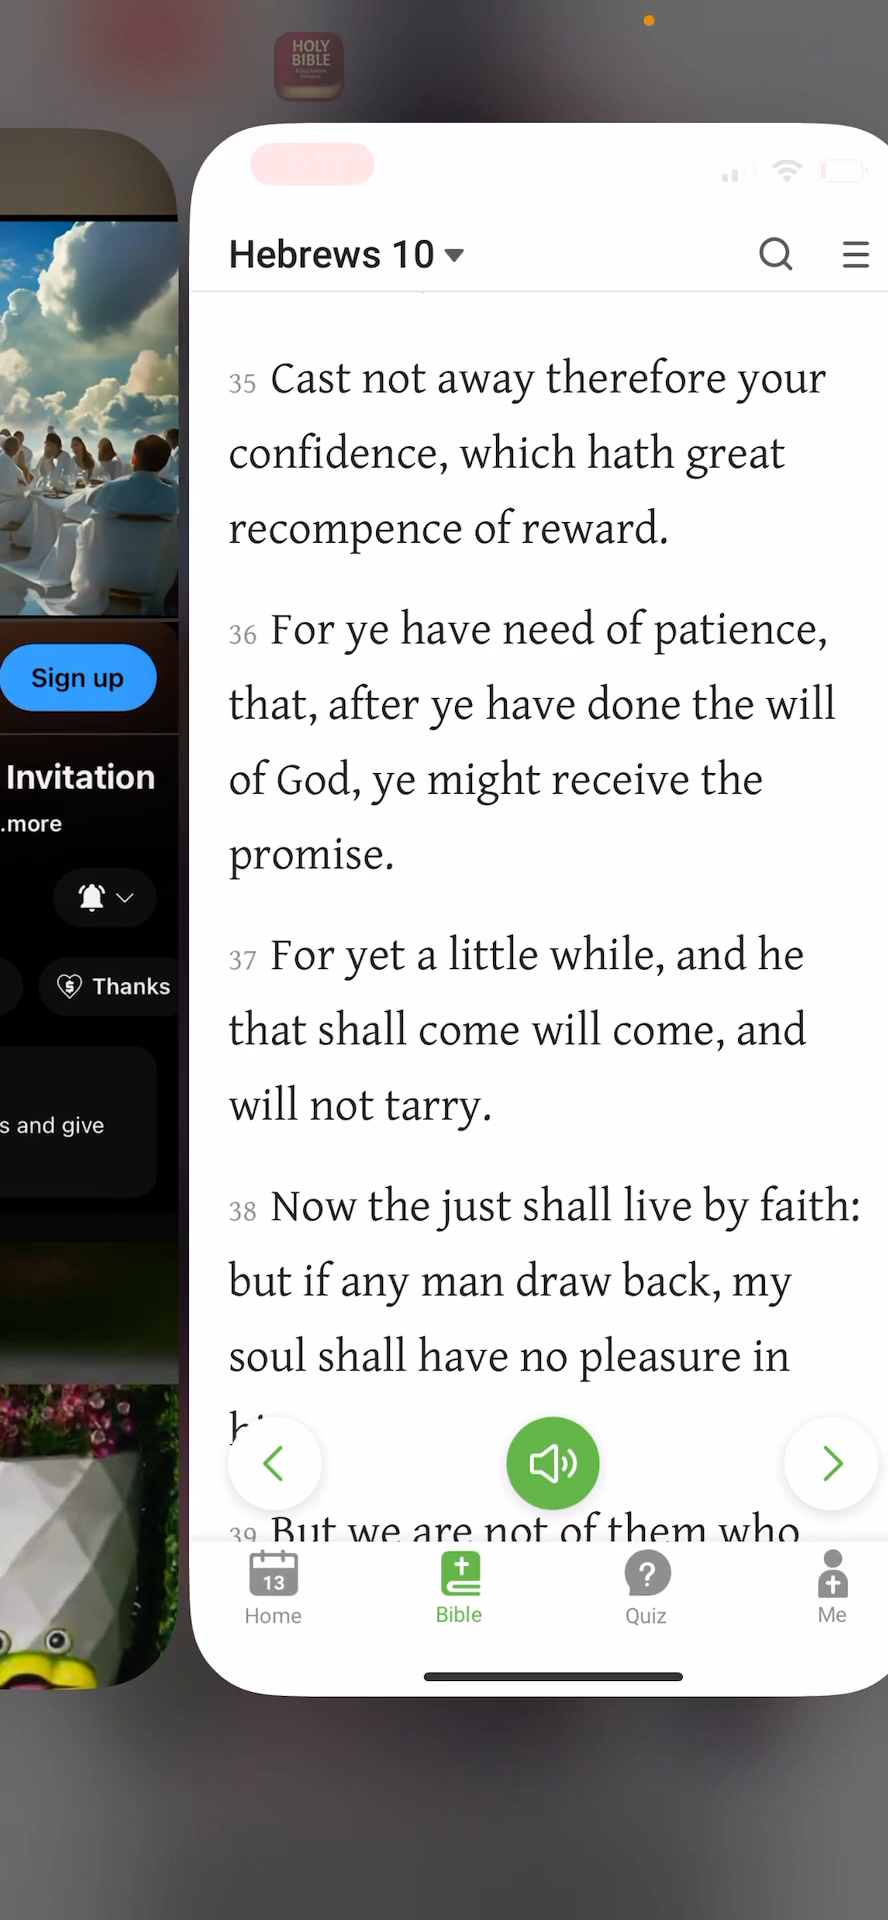 HOLY
BIBLE
Hebrews 10
35 Cast not away therefore your
confidence, which hath great
recompence of reward.
36 For ye have need of patience,
that, after ye have done the will
of God, ye might receive the
promise.
37 For yet a little while, and he
that shall come will come, and
will not tarry.
38 Now the just shall live by faith:
but if any man draw back, my
soul shall have no pleasure in
39 But we are not of them who
13
Home
Bible
Quiz
Me
Sign up
Invitation
.more
Thanks
s and give